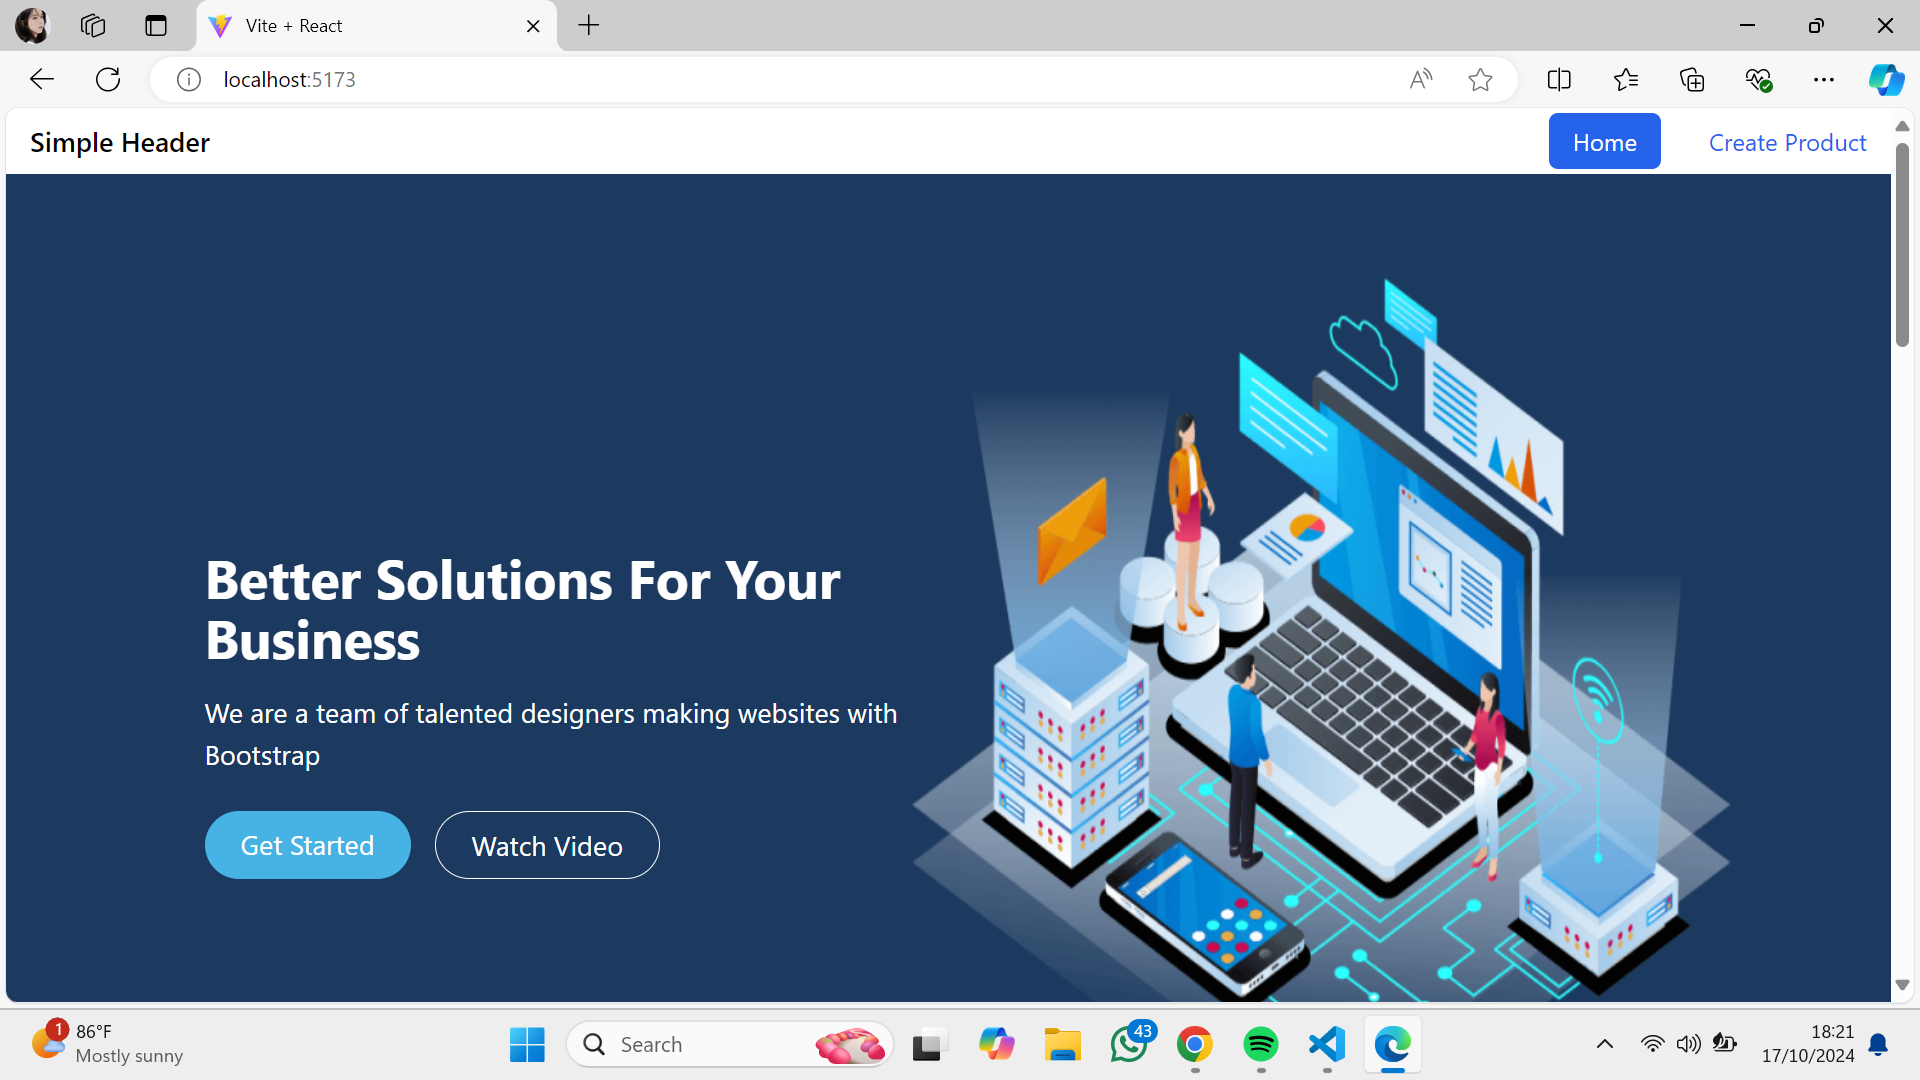 Vite + React
localhost:5173
Simple Header
Home
Create Product
Better Solutions For Your
Business
We are a team of talented designers making websites with
Bootstrap
Get Started
Watch Video
1
86°F
Mostly sunny
Search
43
18:21
17/10/2024